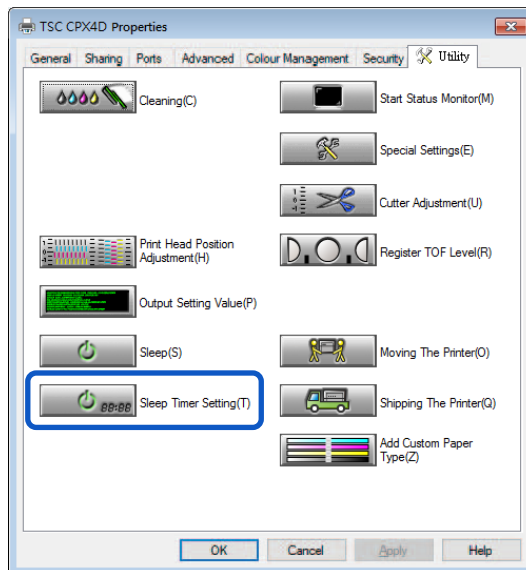 TSC CPX4D Properties
General Sharing Ports Advanced Colour Management Security Utility
Cleaning(C)
Start Status Monitor(M)
Special Settings(E)
Cutter Adjustment(U)
Print Head Position
Adjustment(H)
Register TOF Level(R)
Output Setting Value(P)
Sleep(S)
Moving The Printer(O)
Sleep Timer Setting(T)
Shipping The Printer(Q)
Add Custom Paper
Type(Z)
OK Cancel Apply Help